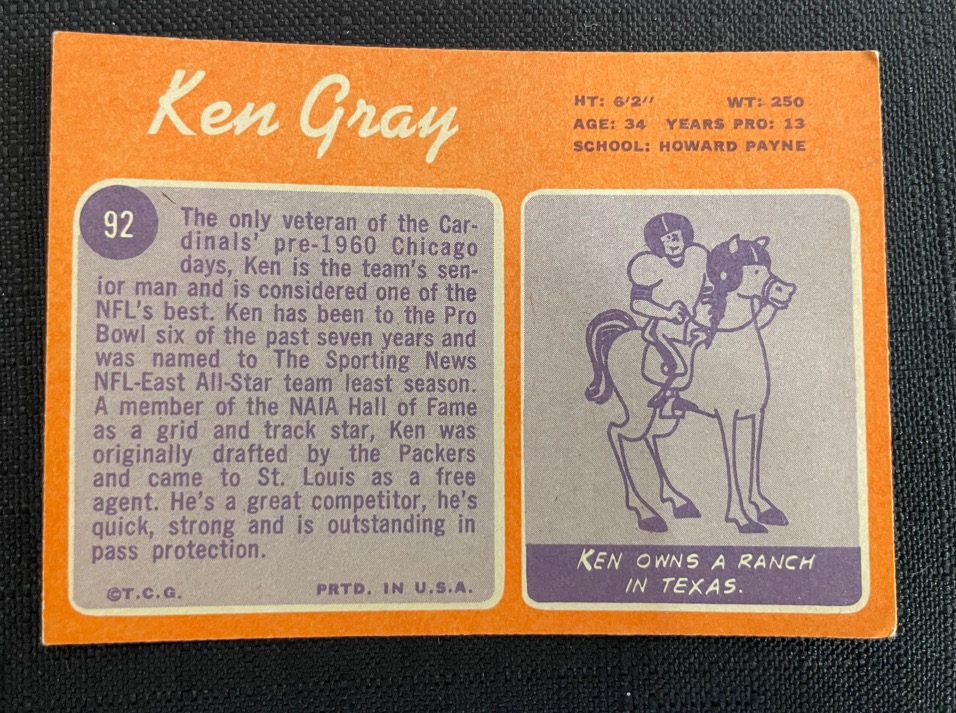 Ken Gray
HT: 6'2" WT: 250
AGE: 34 YEARS PRO: 13
SCHOOL: HOWARD PAYNE
92
The only veteran of the Car-
dinals' pre-1960 Chicago
days, Ken is the team's sen-
ior man and is considered one of the
NFL's best. Ken has been to the Pro
Bowl six of the past seven years and
was named to The Sporting News
NFL-East All-Star team least season.
A member of the NAIA Hall of Fame
as a grid and track star, Ken was
originally drafted by the Packers
and came to St. Louis as a free
agent. He's a great competitor, he's
quick, strong and is outstanding in
pass protection.
©T.C.G. PRTD. IN U.S.A.
KEN OWNS A RANCH
IN TEXAS.